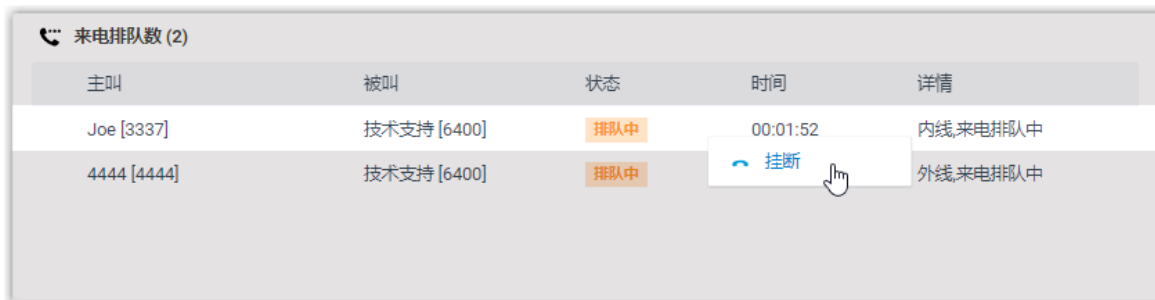 来电排队数 (2)
主叫 被叫 状态 时间 详情
Joe [3337] 技术支持 [6400] 排队中 00:01:52 内线,来电排队中
挂断
4444 [4444] 技术支持 [6400] 排队中 外线,来电排队中